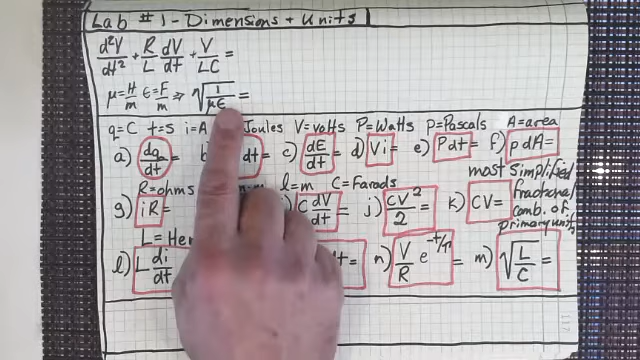 Lab #1 - Dimensions + Units
d²V/dt² + R/L dV/dt + V/LC =
μ = H/m ε = F/m ⇒ √(1/με) =
q=C t=s i=A Joules V=volts P=Watts p=Pascals A=area
a) dq/dt = dt = c) dE/dt = d) Vi = e) Pdt = f) p dA =
R=ohms l=m C=Farads most simplified fractional comb. of primary units
g) iR = C dV/dt = j) CV²/2 = k) CV =
L = Hen
l) L di/dt = n) V/R e = m) √(L/C) =